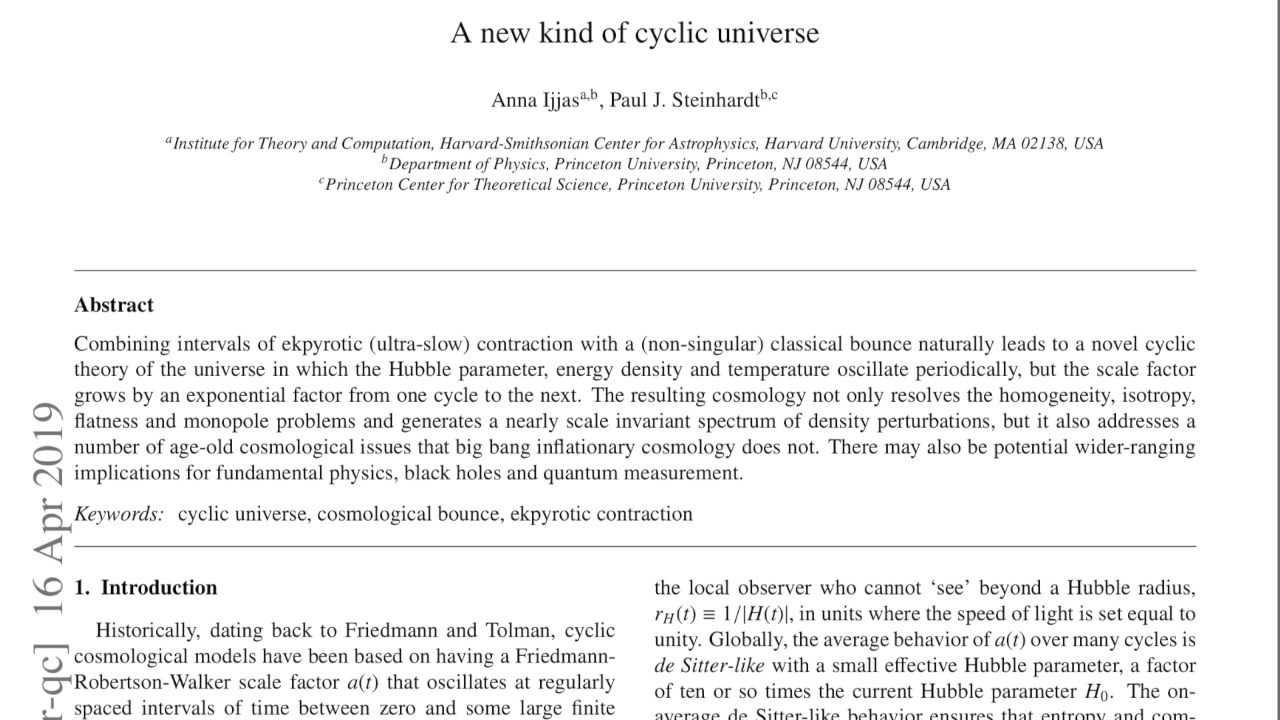 A new kind of cyclic universe
Anna Ijjasa,b, Paul J. Steinhardtb,c
aInstitute for Theory and Computation, Harvard-Smithsonian Center for Astrophysics, Harvard University, Cambridge, MA 02138, USA
bDepartment of Physics, Princeton University, Princeton, NJ 08544, USA
cPrinceton Center for Theoretical Science, Princeton University, Princeton, NJ 08544, USA
Abstract
Combining intervals of ekpyrotic (ultra-slow) contraction with a (non-singular) classical bounce naturally leads to a novel cyclic
theory of the universe in which the Hubble parameter, energy density and temperature oscillate periodically, but the scale factor
grows by an exponential factor from one cycle to the next. The resulting cosmology not only resolves the homogeneity, isotropy,
flatness and monopole problems and generates a nearly scale invariant spectrum of density perturbations, but it also addresses a
number of age-old cosmological issues that big bang inflationary cosmology does not. There may also be potential wider-ranging
implications for fundamental physics, black holes and quantum measurement.
Keywords: cyclic universe, cosmological bounce, ekpyrotic contraction
1. Introduction
Historically, dating back to Friedmann and Tolman, cyclic
cosmological models have been based on having a Friedmann-
Robertson-Walker scale factor a(t) that oscillates at regularly
spaced intervals of time between zero and some large finite
the local observer who cannot ‘see’ beyond a Hubble radius,
rH(t) ≡ 1/|H(t)|, in units where the speed of light is set equal to
unity. Globally, the average behavior of a(t) over many cycles is
de Sitter-like with a small effective Hubble parameter, a factor
of ten or so times the current Hubble parameter H0. The on-
average de Sitter-like behavior ensures that entropy and com-
r-qc] 16 Apr 2019